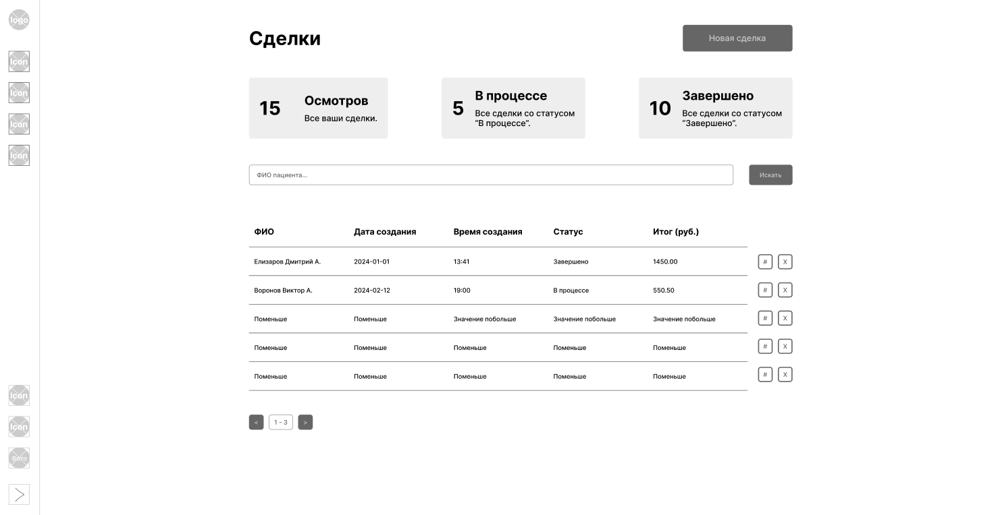 logo
Icon
Icon
Icon
Icon
Icon
Icon
Фото
Сделки
Новая сделка
15
Осмотров
Все ваши сделки.
5
В процессе
Все сделки со статусом
“В процессе”.
10
Завершено
Все сделки со статусом
“Завершено”.
ФИО пациента...
Искать
ФИО Дата создания Время создания Статус Итог (руб.)
Елизаров Дмитрий А. 2024-01-01 13:41 Завершено 1450.00 # X
Воронов Виктор А. 2024-02-12 19:00 В процессе 550.50 # X
Поменьше Поменьше Значение побольше Значение побольше Значение побольше # X
Поменьше Поменьше Поменьше Поменьше Поменьше # X
Поменьше Поменьше Поменьше Поменьше Поменьше # X
< 1 - 3 >